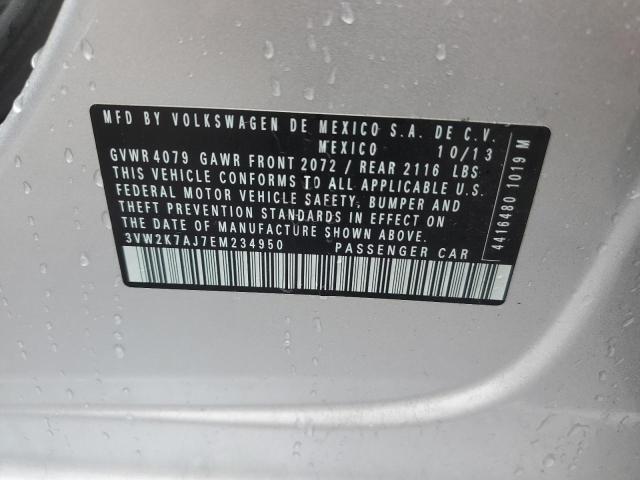 MFD BY VOLKSWAGEN DE MEXICO S.A. DE C.V.
MEXICO 10/13
GVWR 4079 GAWR FRONT 2072 / REAR 2116 LBS
THIS VEHICLE CONFORMS TO ALL APPLICABLE U.S.
FEDERAL MOTOR VEHICLE SAFETY, BUMPER AND
THEFT PREVENTION STANDARDS IN EFFECT ON
THE DATE OF MANUFACTURE SHOWN ABOVE.
3VW2K7AJ7EM234950 PASSENGER CAR
4416480 1019 M